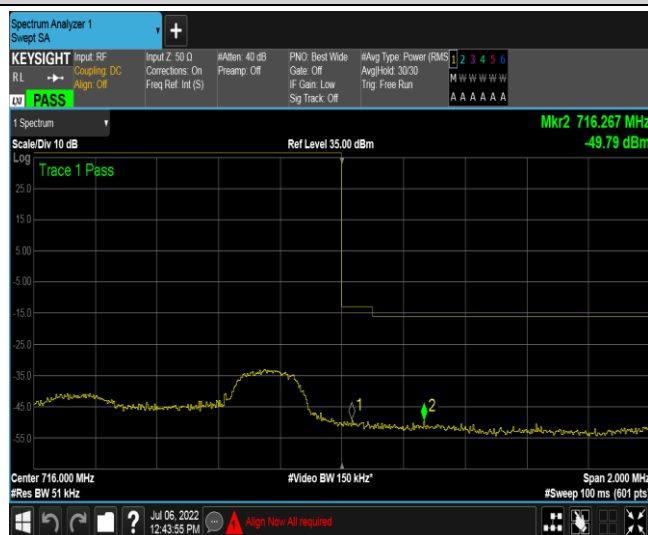 Spectrum Analyzer 1
Swept SA
+
KEYSIGHT Input: RF Input Z: 50 Ω #Atten: 40 dB PNO: Best Wide #Avg Type: Power (RMS 1 2 3 4 5 6
RL Coupling: DC Corrections: On Preamp: Off Gate: Off Avg|Hold: 30/30 M W W W W W
Align: Off Freq Ref: Int (S) IF Gain: Low Trig: Free Run
LXI PASS Sig Track: Off A A A A A A
1 Spectrum Mkr2 716.267 MHz
Scale/Div 10 dB Ref Level 35.00 dBm -49.79 dBm
Log
Trace 1 Pass
25.0
15.0
5.00
-5.00
-15.0
-25.0
-35.0
-45.0
-55.0
1
2
Center 716.000 MHz #Video BW 150 kHz* Span 2.000 MHz
#Res BW 51 kHz #Sweep 100 ms (601 pts)
? Jul 06, 2022
12:43:55 PM
Align Now All required